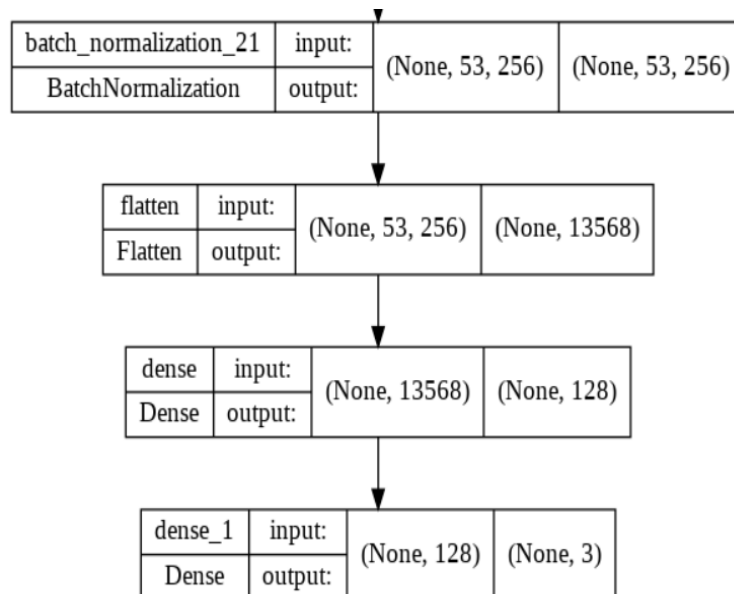 batch_normalization_21 input: (None, 53, 256) (None, 53, 256)
BatchNormalization output:
flatten input: (None, 53, 256) (None, 13568)
Flatten output:
dense input: (None, 13568) (None, 128)
Dense output:
dense_1 input: (None, 128) (None, 3)
Dense output: